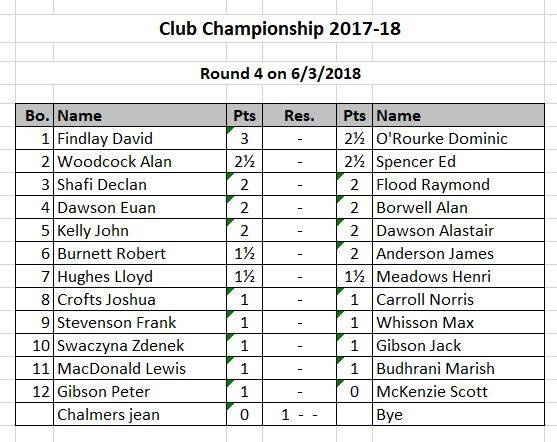 Club Championship 2017-18
Round 4 on 6/3/2018
Bo. Name Pts Res. Pts Name
1 Findlay David 3 - 2½ O'Rourke Dominic
2 Woodcock Alan 2½ - 2½ Spencer Ed
3 Shafi Declan 2 - 2 Flood Raymond
4 Dawson Euan 2 - 2 Borwell Alan
5 Kelly John 2 - 2 Dawson Alastair
6 Burnett Robert 1½ - 2 Anderson James
7 Hughes Lloyd 1½ - 1½ Meadows Henri
8 Crofts Joshua 1 - 1 Carroll Norris
9 Stevenson Frank 1 - 1 Whisson Max
10 Swaczyna Zdenek 1 - 1 Gibson Jack
11 MacDonald Lewis 1 - 1 Budhrani Marish
12 Gibson Peter 1 - 0 McKenzie Scott
Chalmers jean 0 1 - - Bye